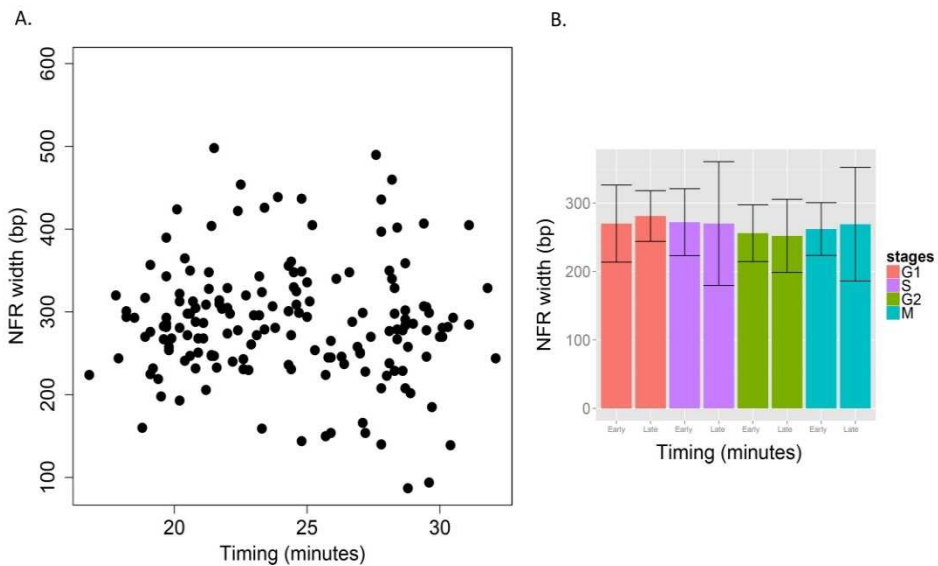 A.
NFR width (bp)
600
500
400
300
200
100
20 25 30
Timing (minutes)
B.
NFR width (bp)
300
200
100
0
Early Late Early Late Early Late Early Late
Timing (minutes)
stages
G1
S
G2
M